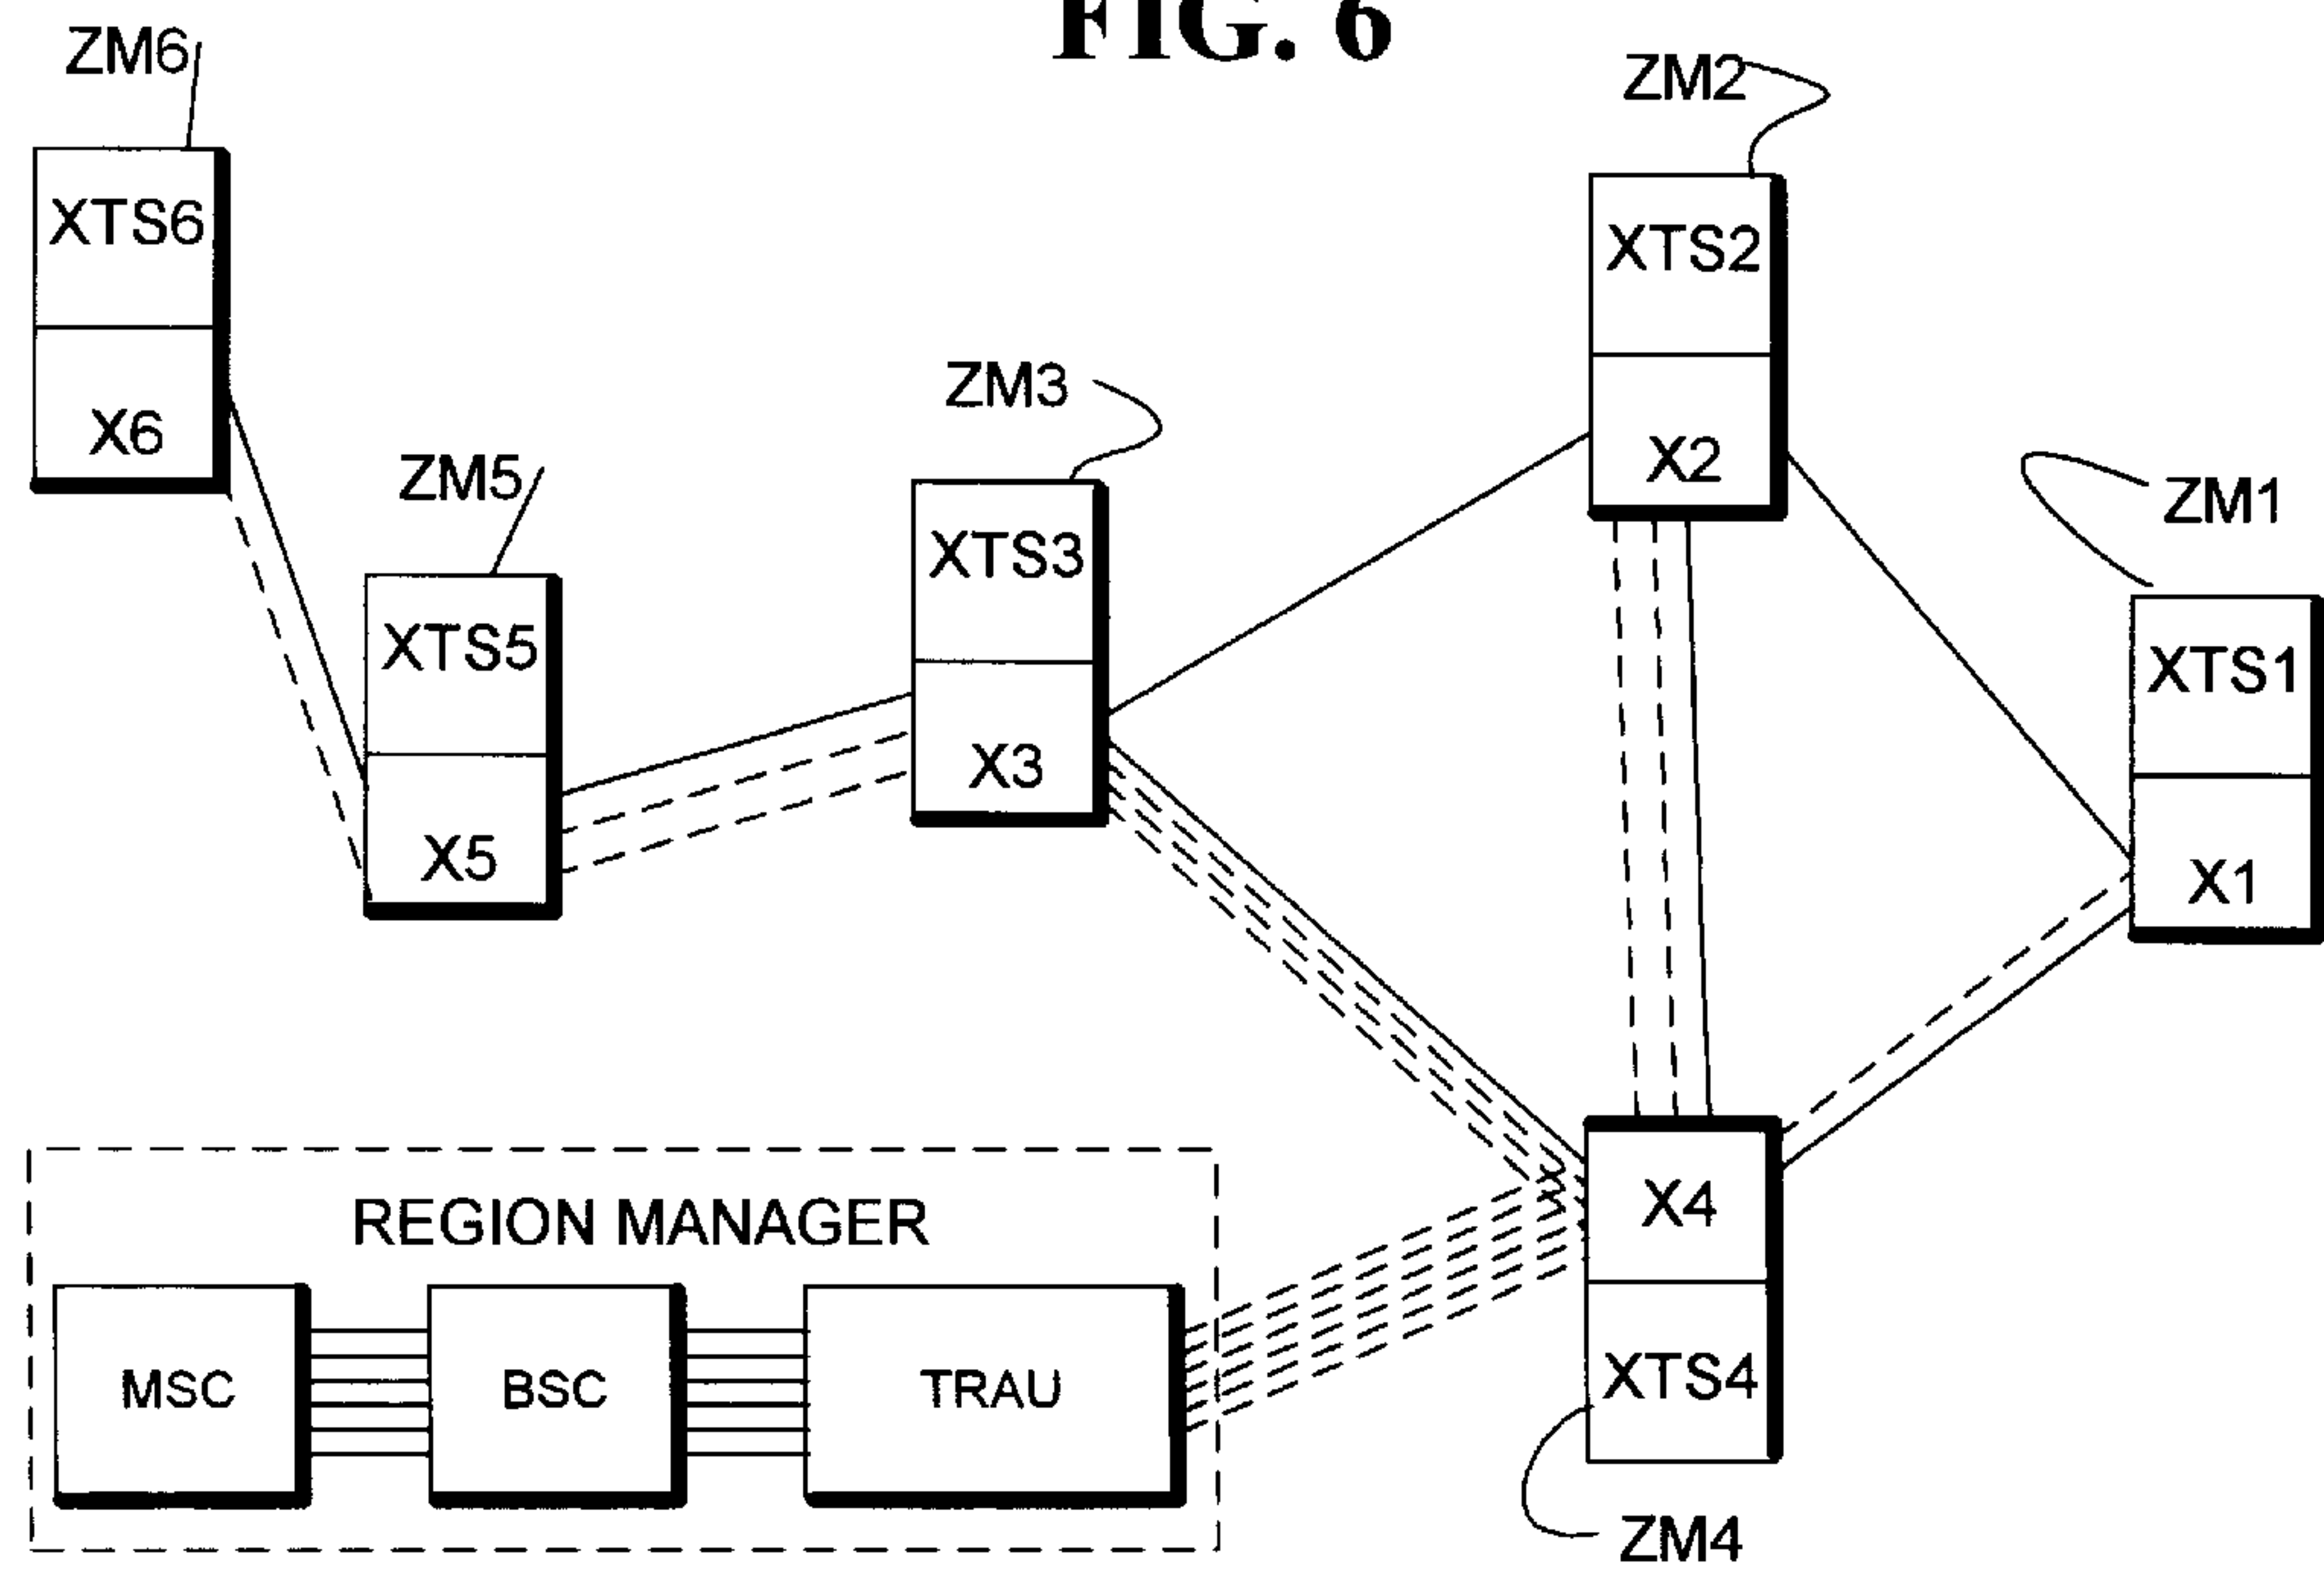 FIG. 6
ZM6
ZM2
XTS6
XTS2
ZM3
X6
X2
ZM5
ZM1
XTS3
XTS5
XTS1
X3
X5
X1
X4
REGION MANAGER
MSC
BSC
TRAU
XTS4
ZM4